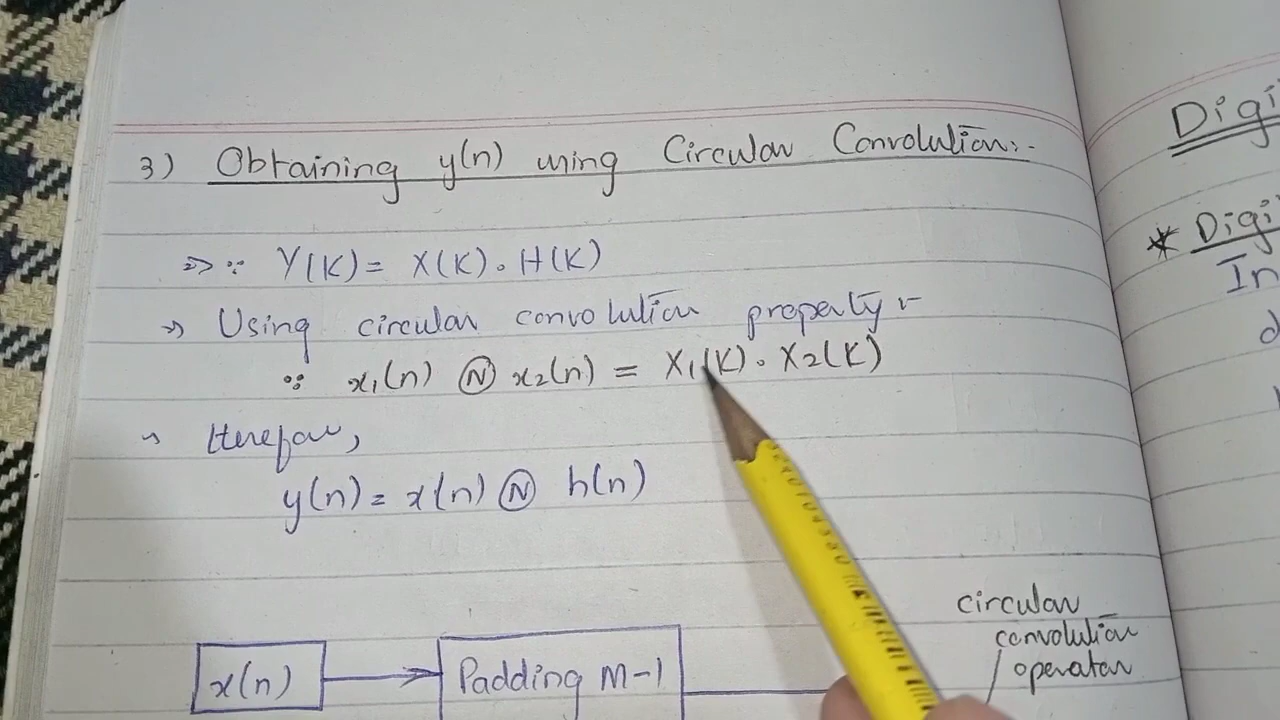 3) Obtaining y(n) using Circular Convolution:-
⇒ ∵ Y(K) = X(K) . H(K)
⇒ Using circular convolution property :-
∵ x₁(n) Ⓝ x₂(n) = X₁(K) . X₂(K)
→ Therefore,
y(n) = x(n) Ⓝ h(n)
x(n)
Padding M-1
circular
convolution
operator
Digi
* Digi
In
d